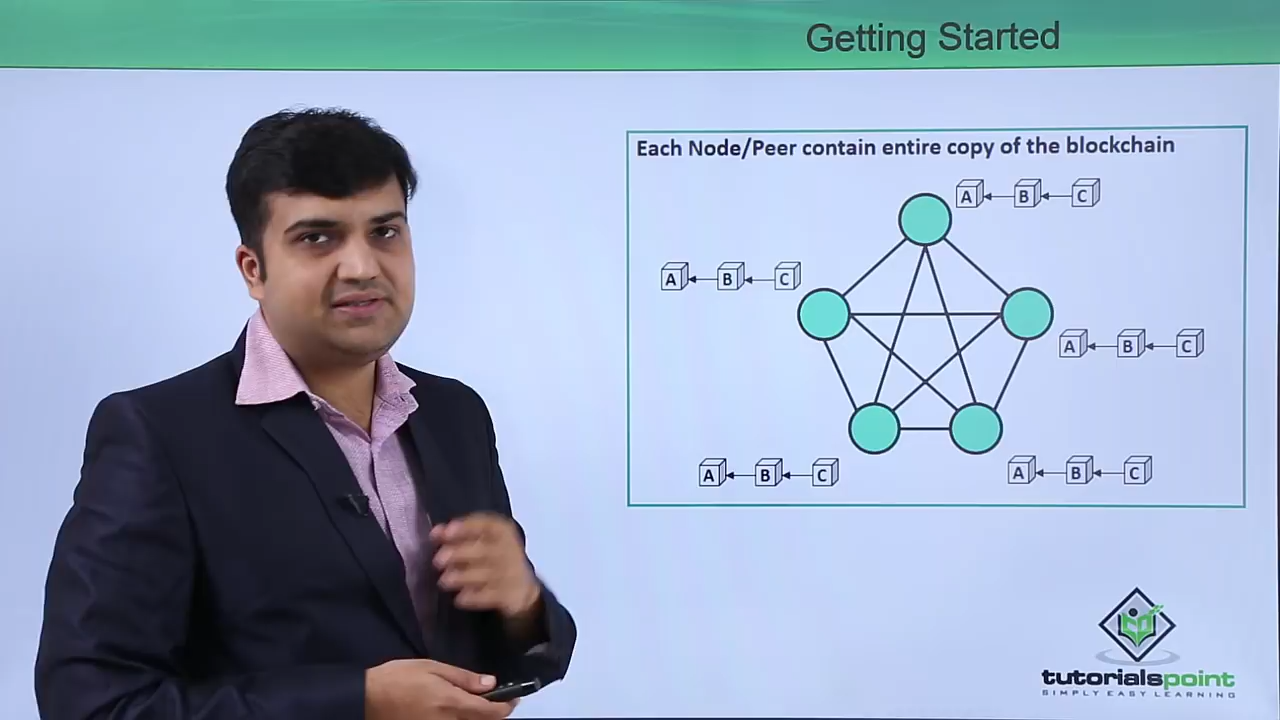 Getting Started
Each Node/Peer contain entire copy of the blockchain
A B C
A B C
A B C
A B C
A B C
tutorialspoint
SIMPLY EASY LEARNING